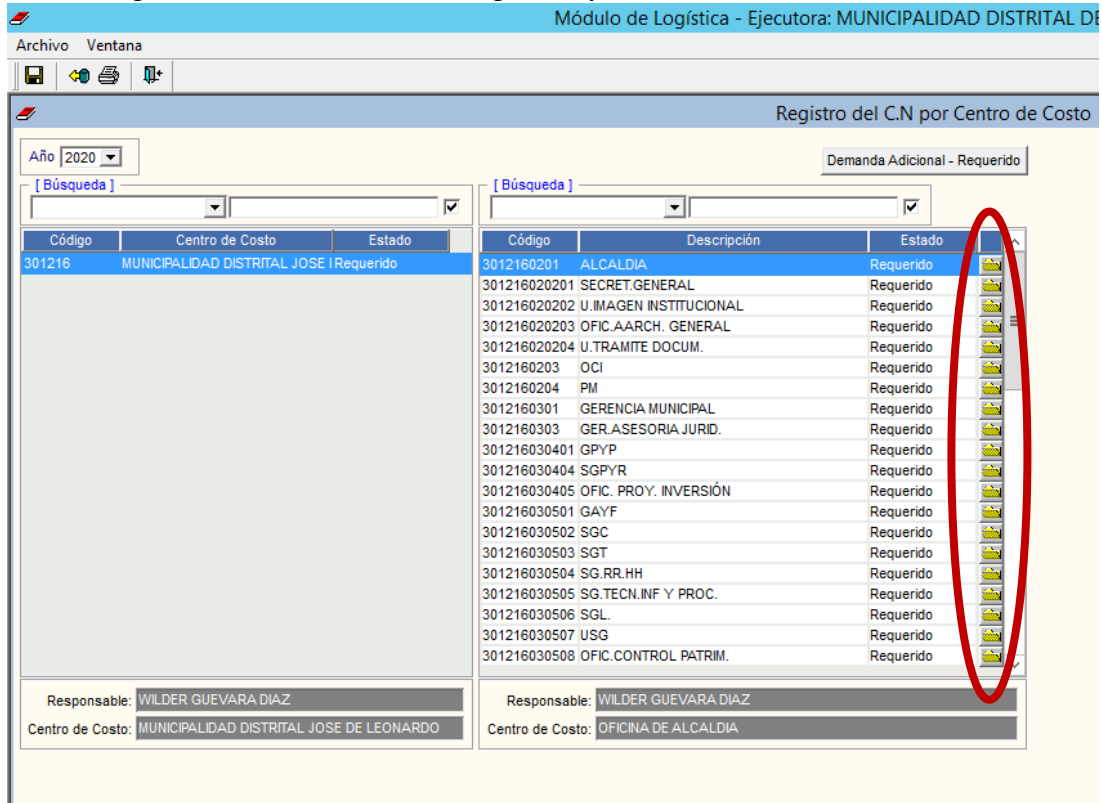 Módulo de Logística - Ejecutora: MUNICIPALIDAD DISTRITAL DE
Archivo Ventana
Registro del C.N por Centro de Costo
Año 2020
Demanda Adicional - Requerido
[ Búsqueda ]
[ Búsqueda ]
Código Centro de Costo Estado
301216 MUNICIPALIDAD DISTRITAL JOSE Requerido
Código Descripción Estado
3012160201 ALCALDIA Requerido
301216020201 SECRET.GENERAL Requerido
301216020202 U.IMAGEN INSTITUCIONAL Requerido
301216020203 OFIC.AARCH. GENERAL Requerido
301216020204 U.TRAMITE DOCUM. Requerido
3012160203 OCI Requerido
3012160204 PM Requerido
3012160301 GERENCIA MUNICIPAL Requerido
3012160303 GER.ASESORIA JURID. Requerido
301216030401 GPYP Requerido
301216030404 SGPYR Requerido
301216030405 OFIC. PROY. INVERSIÓN Requerido
301216030501 GAYF Requerido
301216030502 SGC Requerido
301216030503 SGT Requerido
301216030504 SG.RR.HH Requerido
301216030505 SG.TECN.INF Y PROC. Requerido
301216030506 SGL. Requerido
301216030507 USG Requerido
301216030508 OFIC.CONTROL PATRIM. Requerido
Responsable: WILDER GUEVARA DIAZ
Centro de Costo: MUNICIPALIDAD DISTRITAL JOSE DE LEONARDO
Responsable: WILDER GUEVARA DIAZ
Centro de Costo: OFICINA DE ALCALDIA